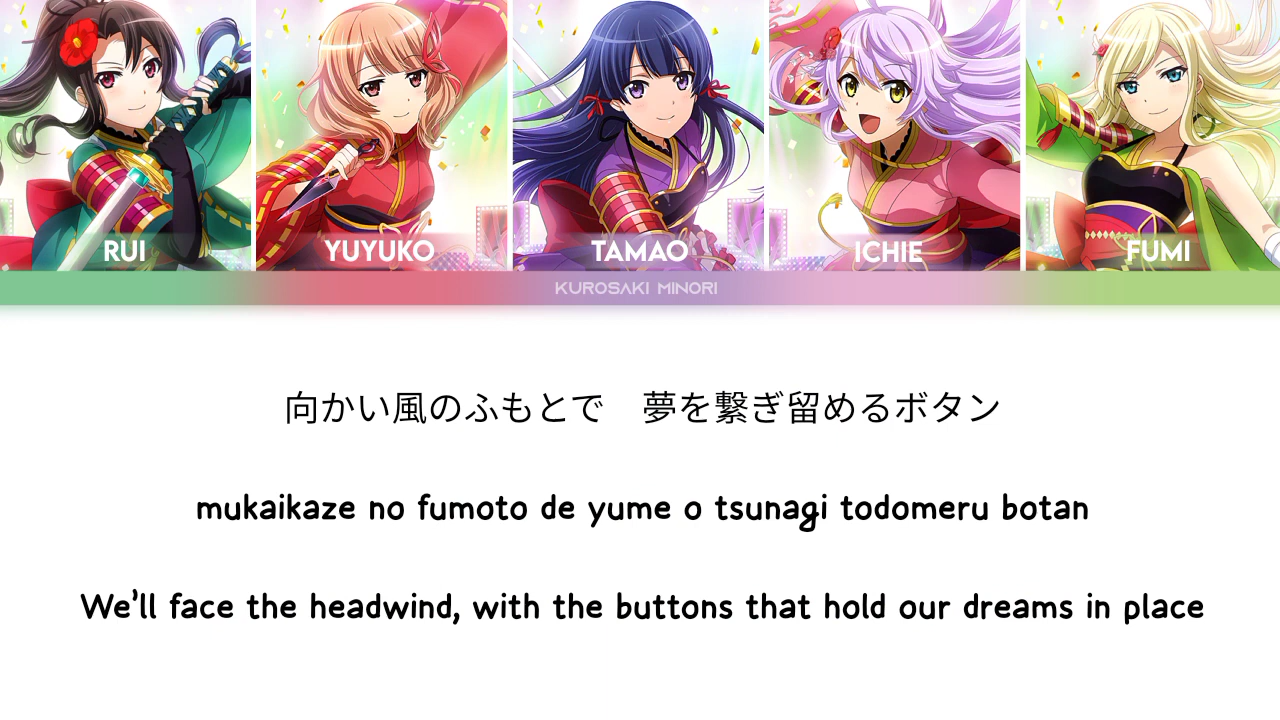 RUI YUYUKO TAMAO ICHIE FUMI
KUROSAKI MINORI
向かい風のふもとで　夢を繋ぎ留めるボタン
mukaikaze no fumoto de yume o tsunagi todomeru botan
We'll face the headwind, with the buttons that hold our dreams in place